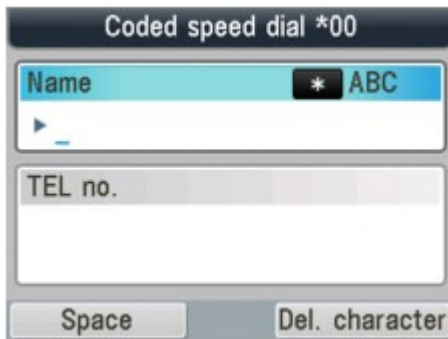 Coded speed dial *00
Name * ABC
TEL no.
Space Del. character